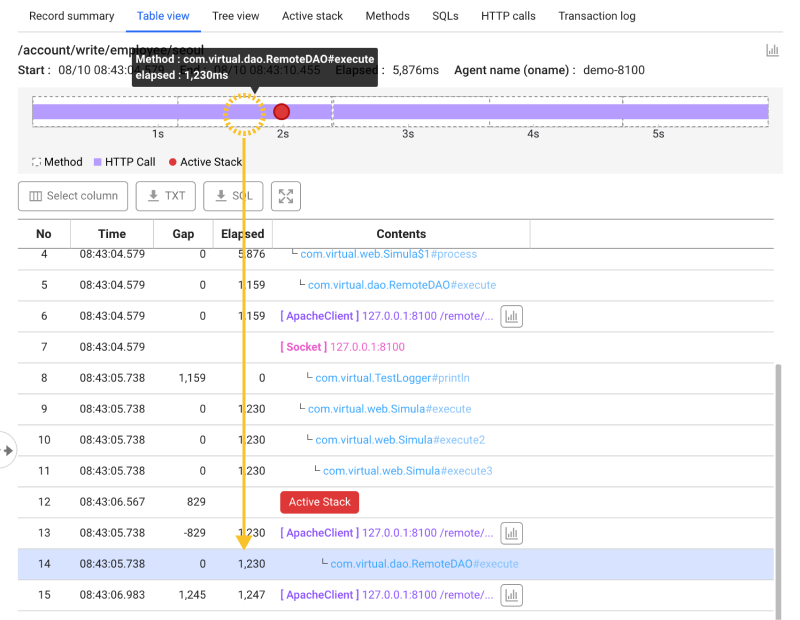 Record summary Table view Tree view Active stack Methods SQLs HTTP calls Transaction log
/account/write/employee/seoul
Method : com.virtual.dao.RemoteDAO#execute
elapsed : 1,230ms
Start : 08/10 08:43:04.579 End : 08/10 08:43:10.455 Elapsed : 5,876ms Agent name (oname) : demo-8100
1s 2s 3s 4s 5s
Method HTTP Call Active Stack
Select column TXT SQL
No Time Gap Elapsed Contents
4 08:43:04.579 0 5,876 com.virtual.web.Simula$1#process
5 08:43:04.579 0 1,159 com.virtual.dao.RemoteDAO#execute
6 08:43:04.579 0 1,159 [ ApacheClient ] 127.0.0.1:8100 /remote/...
7 08:43:04.579 [ Socket ] 127.0.0.1:8100
8 08:43:05.738 1,159 0 com.virtual.TestLogger#println
9 08:43:05.738 0 1,230 com.virtual.web.Simula#execute
10 08:43:05.738 0 1,230 com.virtual.web.Simula#execute2
11 08:43:05.738 0 1,230 com.virtual.web.Simula#execute3
12 08:43:06.567 829 Active Stack
13 08:43:05.738 -829 1,230 [ ApacheClient ] 127.0.0.1:8100 /remote/...
14 08:43:05.738 0 1,230 com.virtual.dao.RemoteDAO#execute
15 08:43:06.983 1,245 1,247 [ ApacheClient ] 127.0.0.1:8100 /remote/...